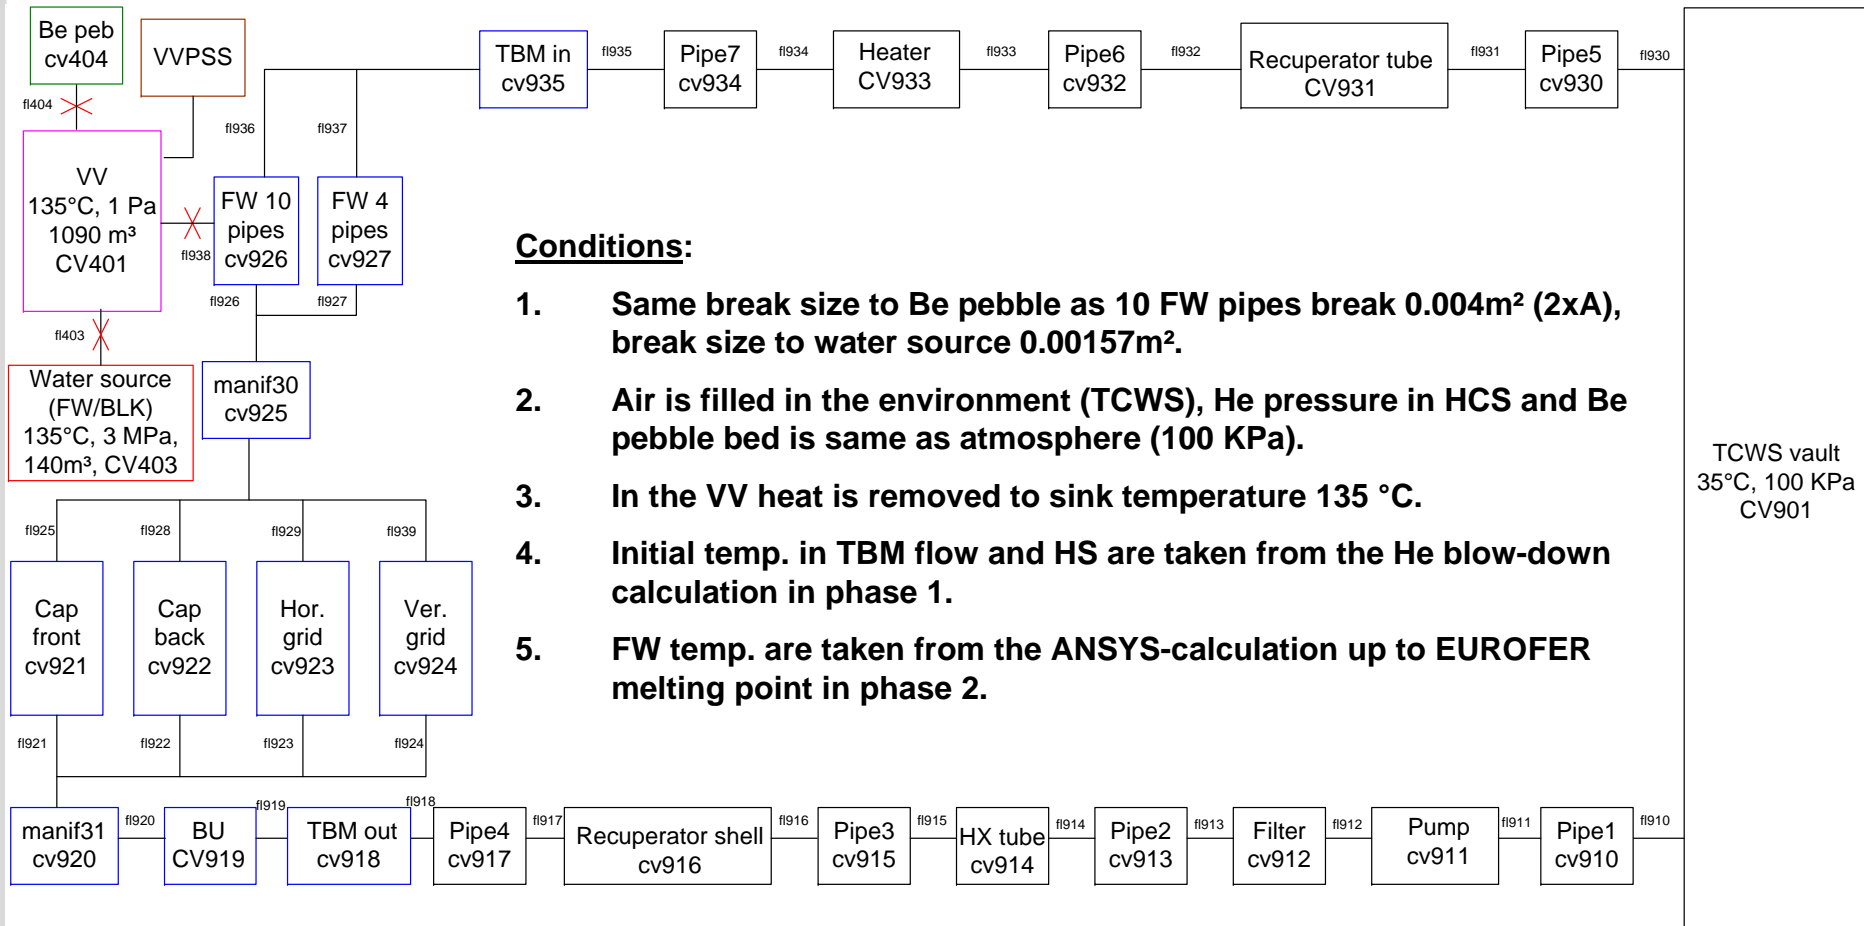 Be peb
cv404
VVPSS
TBM in
cv935
fl935
Pipe7
cv934
fl934
Heater
CV933
fl933
Pipe6
cv932
fl932
Recuperator tube
CV931
fl931
Pipe5
cv930
fl930
fl404
fl936
fl937
VV
135°C, 1 Pa
1090 m³
CV401
fl938
FW 10
pipes
cv926
FW 4
pipes
cv927
fl926
fl927
fl403
Water source
(FW/BLK)
135°C, 3 MPa,
140m³, CV403
manif30
cv925
Conditions:
1. Same break size to Be pebble as 10 FW pipes break 0.004m² (2xA),
break size to water source 0.00157m².
2. Air is filled in the environment (TCWS), He pressure in HCS and Be
pebble bed is same as atmosphere (100 KPa).
3. In the VV heat is removed to sink temperature 135 °C.
4. Initial temp. in TBM flow and HS are taken from the He blow-down
calculation in phase 1.
5. FW temp. are taken from the ANSYS-calculation up to EUROFER
melting point in phase 2.
TCWS vault
35°C, 100 KPa
CV901
fl925
fl928
fl929
fl939
Cap
front
cv921
Cap
back
cv922
Hor.
grid
cv923
Ver.
grid
cv924
fl921
fl922
fl923
fl924
manif31
cv920
fl920
BU
CV919
fl919
TBM out
cv918
fl918
Pipe4
cv917
fl917
Recuperator shell
cv916
fl916
Pipe3
cv915
fl915
HX tube
cv914
fl914
Pipe2
cv913
fl913
Filter
cv912
fl912
Pump
cv911
fl911
Pipe1
cv910
fl910